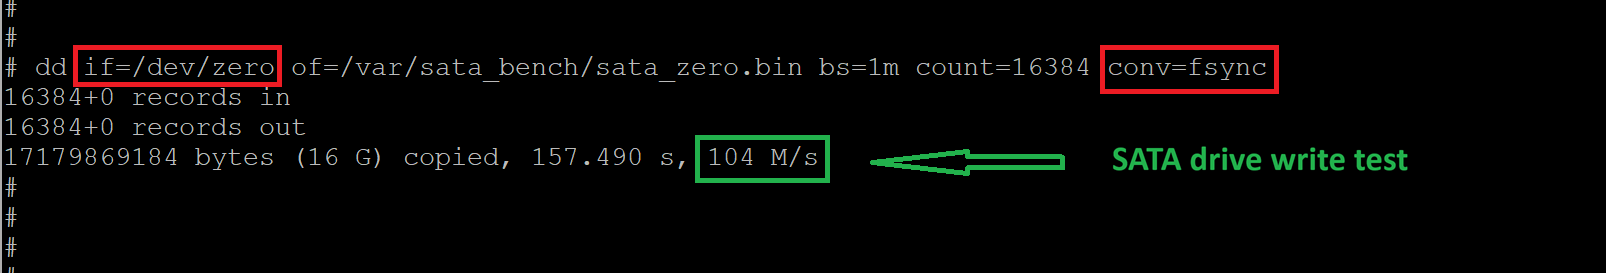 #
#
# dd if=/dev/zero of=/var/sata_bench/sata_zero.bin bs=1m count=16384 conv=fsync
16384+0 records in
16384+0 records out
17179869184 bytes (16 G) copied, 157.490 s, 104 M/s
SATA drive write test
#
#
#
#